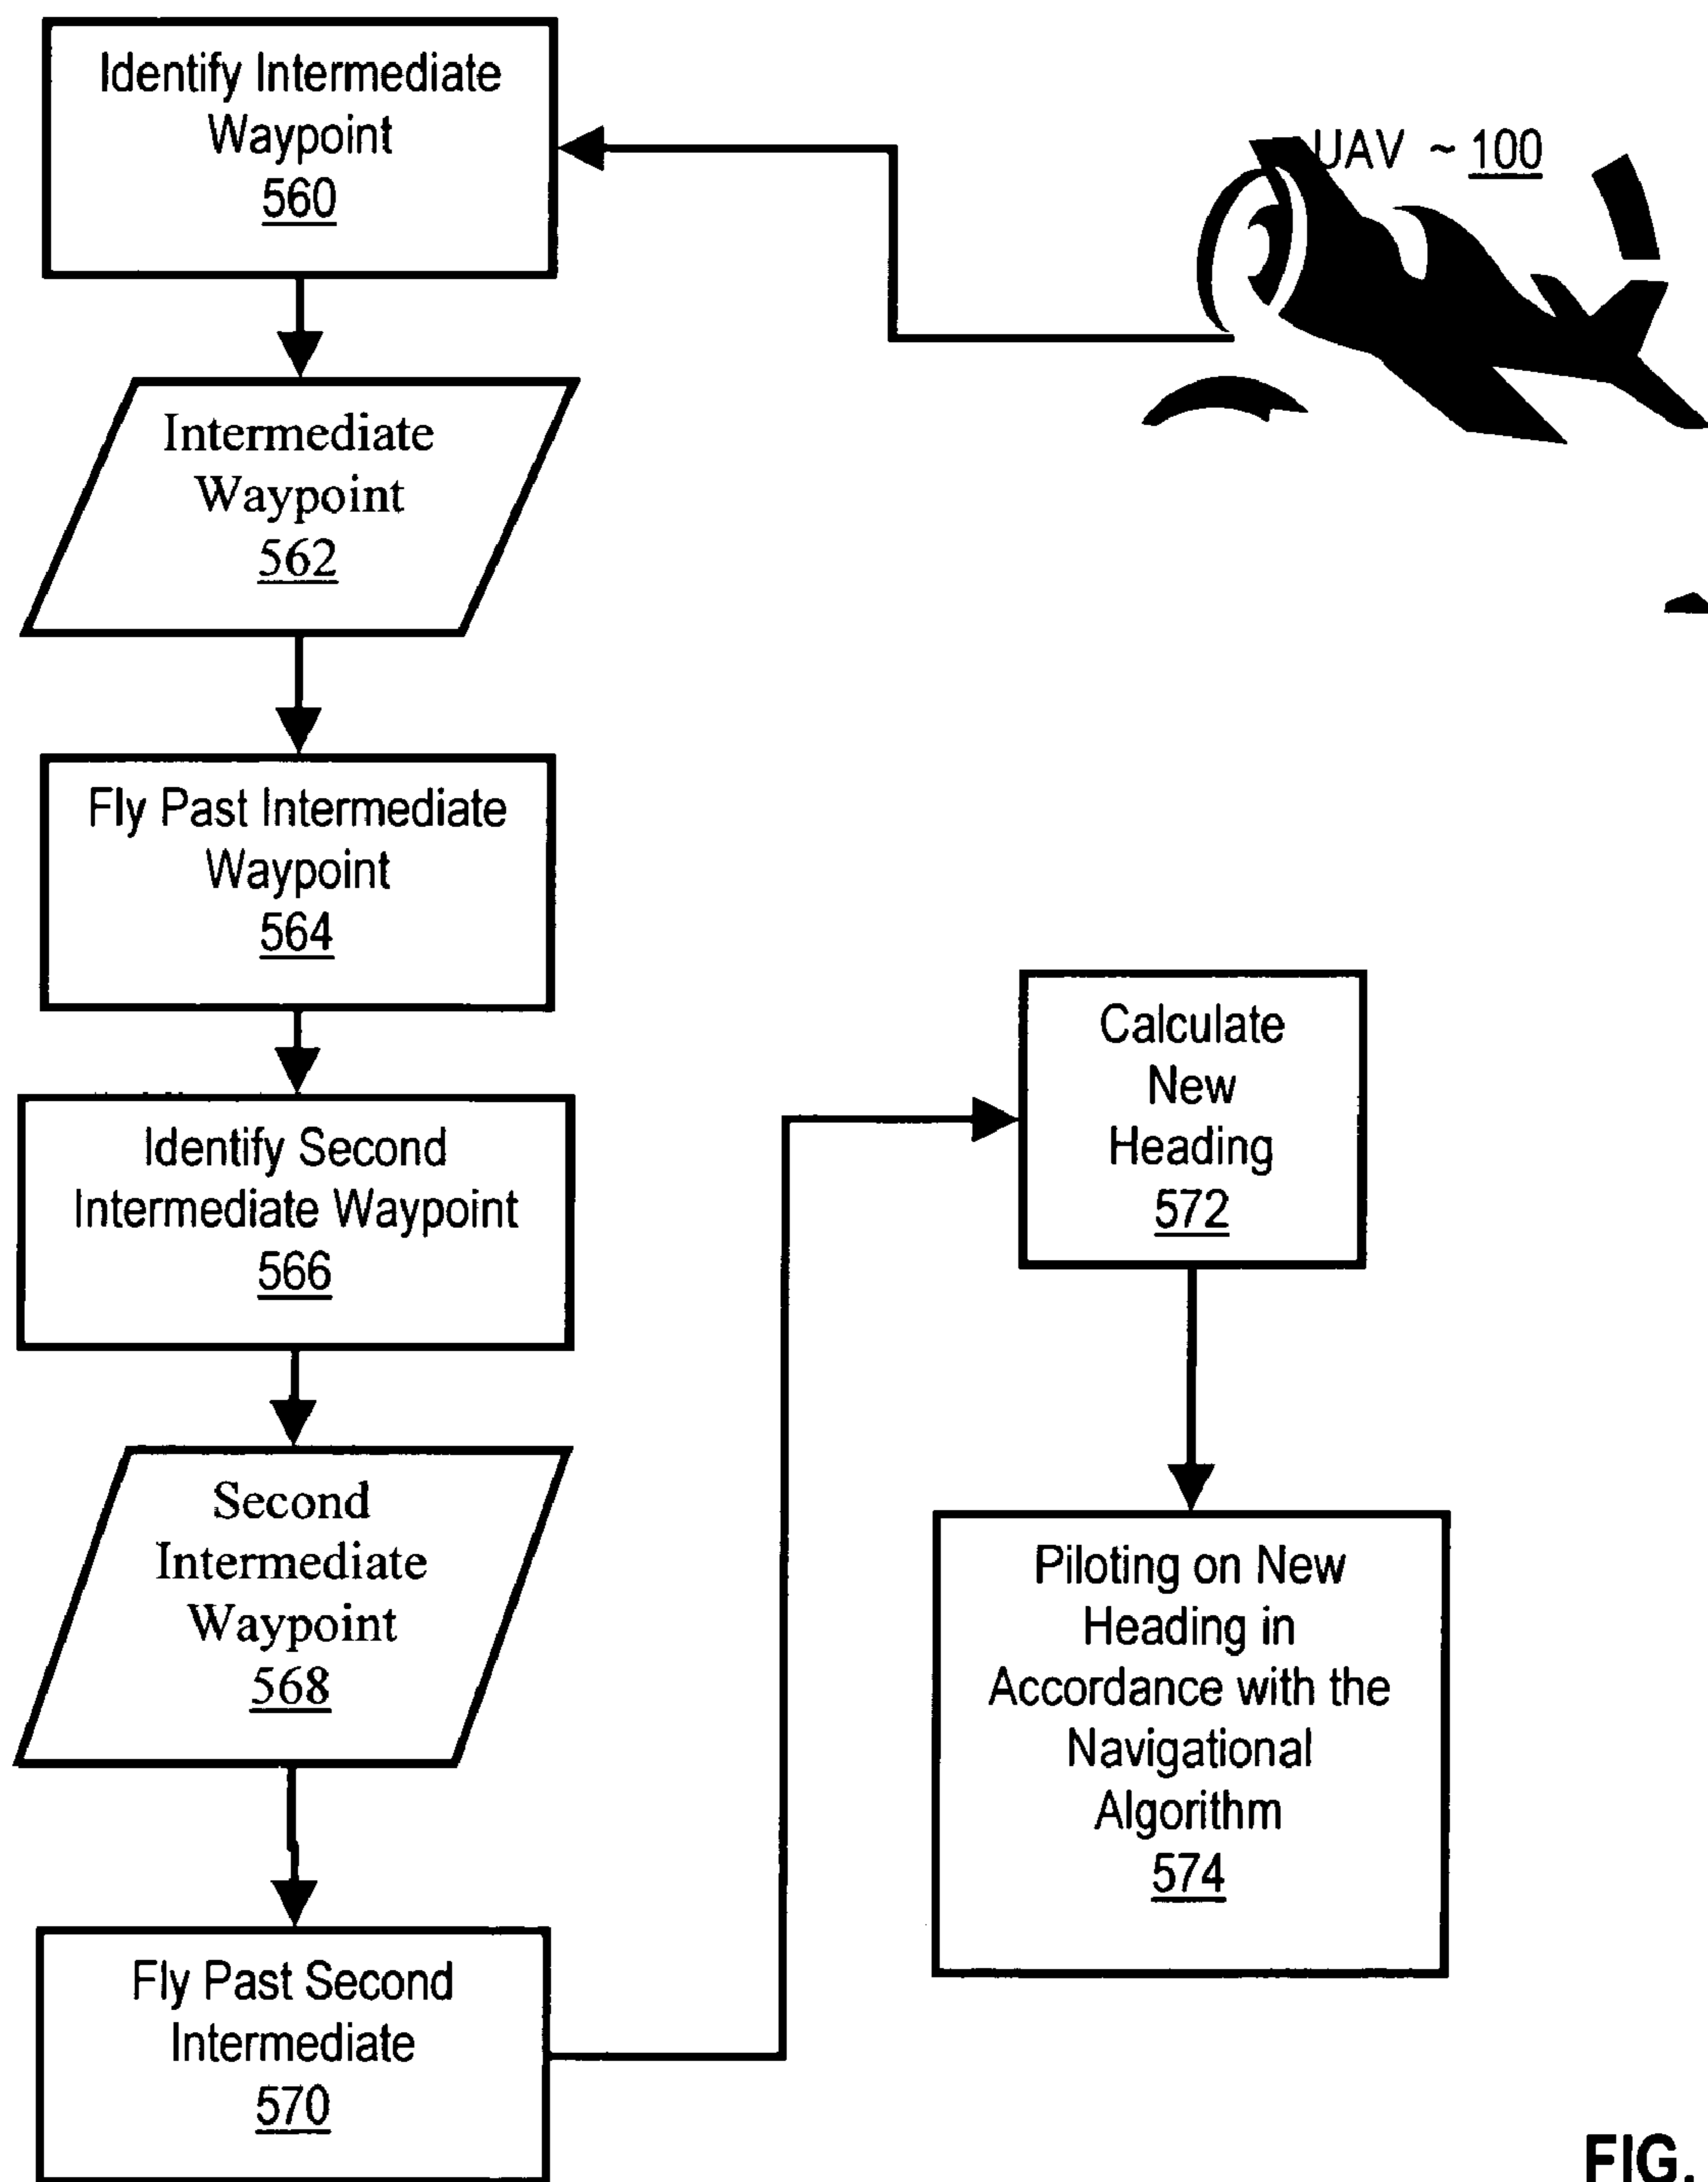 Identify Intermediate
Waypoint
560
UAV ~ 100
Intermediate
Waypoint
562
Fly Past Intermediate
Waypoint
564
Identify Second
Intermediate Waypoint
566
Second
Intermediate
Waypoint
568
Fly Past Second
Intermediate
570
Calculate
New
Heading
572
Piloting on New
Heading in
Accordance with the
Navigational
Algorithm
574
FIG.